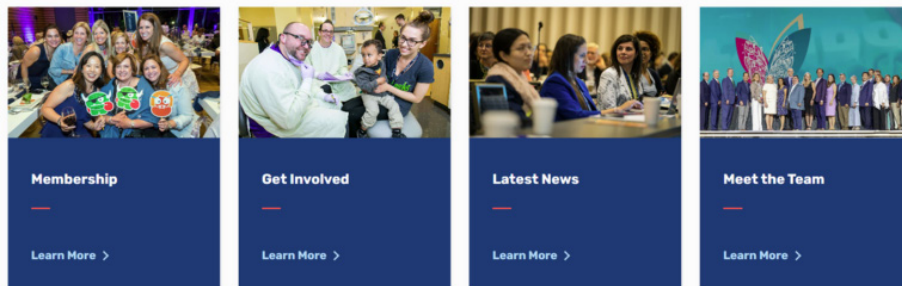 Membership
Learn More >
Get Involved
Learn More >
Latest News
Learn More >
Meet the Team
Learn More >